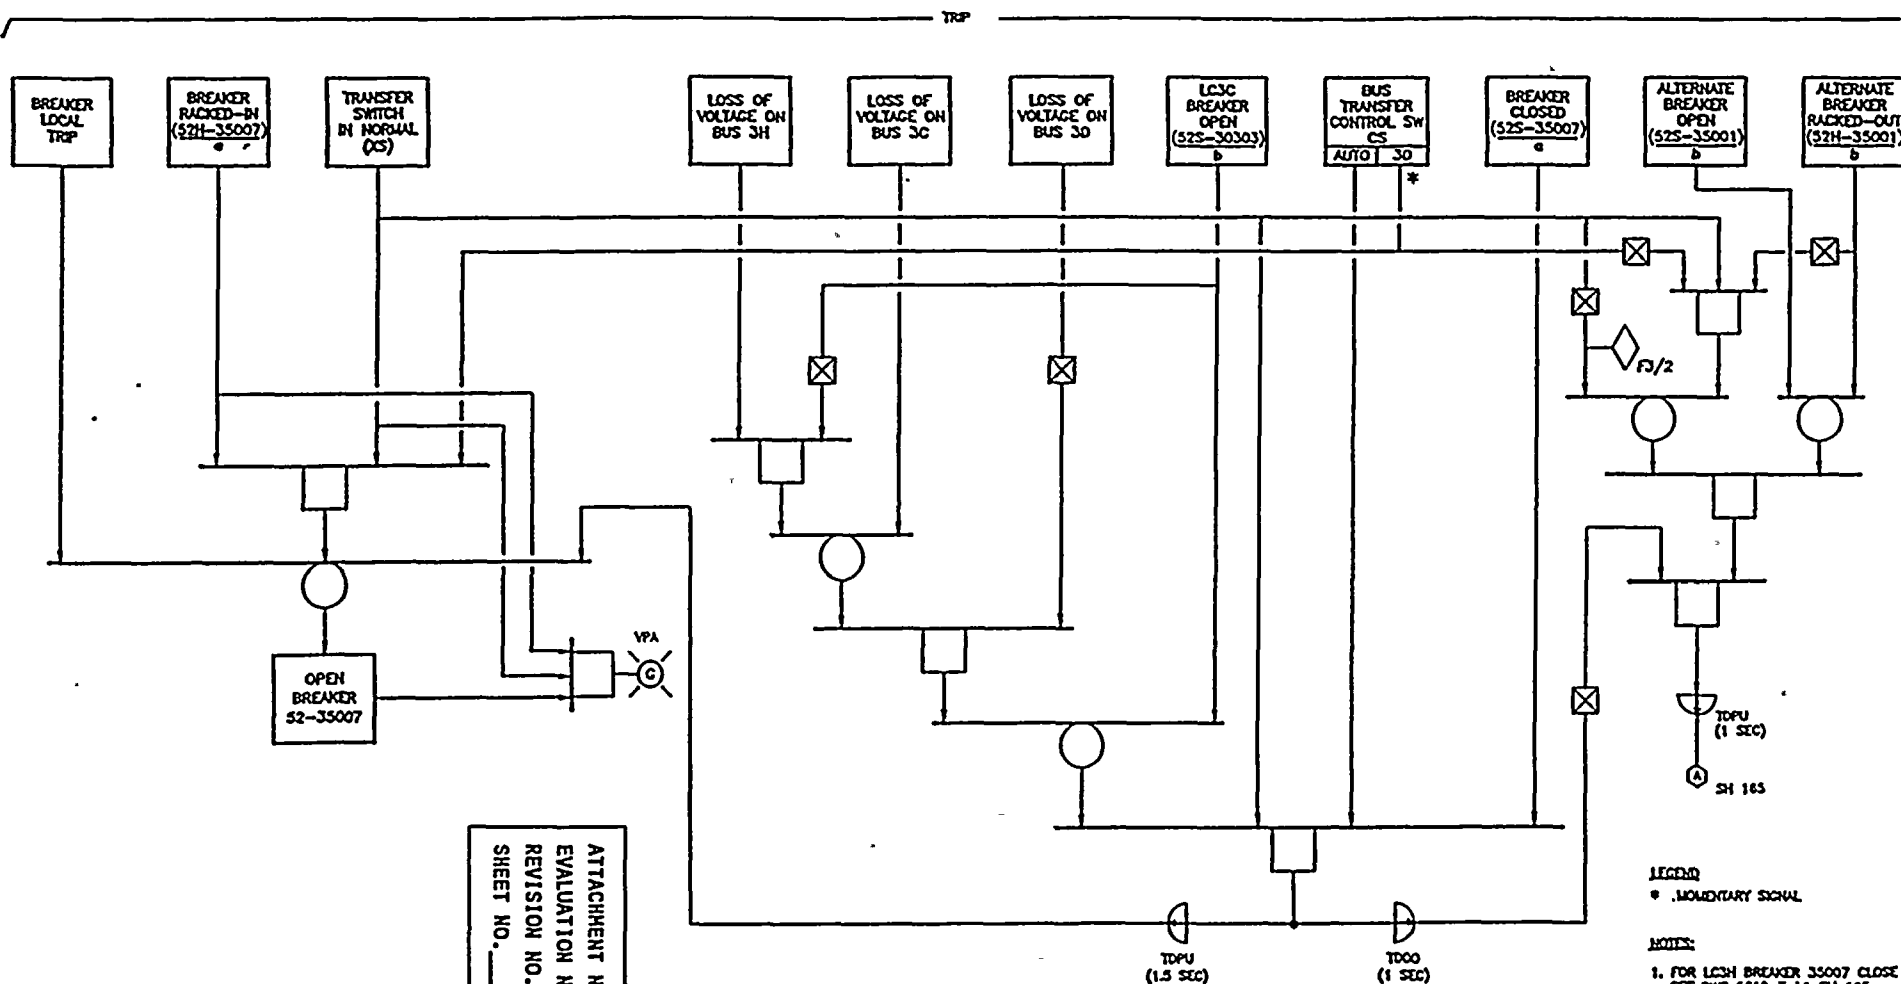 TRIP
BREAKER
LOCAL
TRIP
BREAKER
RACKED-IN
(52H-35007)
a
TRANSFER
SWITCH
IN NORMAL
(XS)
LOSS OF
VOLTAGE ON
BUS 3H
LOSS OF
VOLTAGE ON
BUS 3C
LOSS OF
VOLTAGE ON
BUS 3D
LC3C
BREAKER
OPEN
(52S-30303)
b
BUS
TRANSFER
CONTROL SW
CS
AUTO 3D
*
BREAKER
CLOSED
(52S-35007)
a
ALTERNATE
BREAKER
OPEN
(52S-35001)
b
ALTERNATE
BREAKER
RACKED-OUT
(52H-35001)
b
F3/2
VPA
G
OPEN
BREAKER
52-35007
TDPU
(1 SEC)
A
SH 165
ATTACHMENT N
EVALUATION N
REVISION NO.
SHEET NO.
TDPU
(1.5 SEC)
TDDO
(1 SEC)
LEGEND
* .MOMENTARY SIGNAL
NOTES:
1. FOR LC3H BREAKER 35007 CLOSE